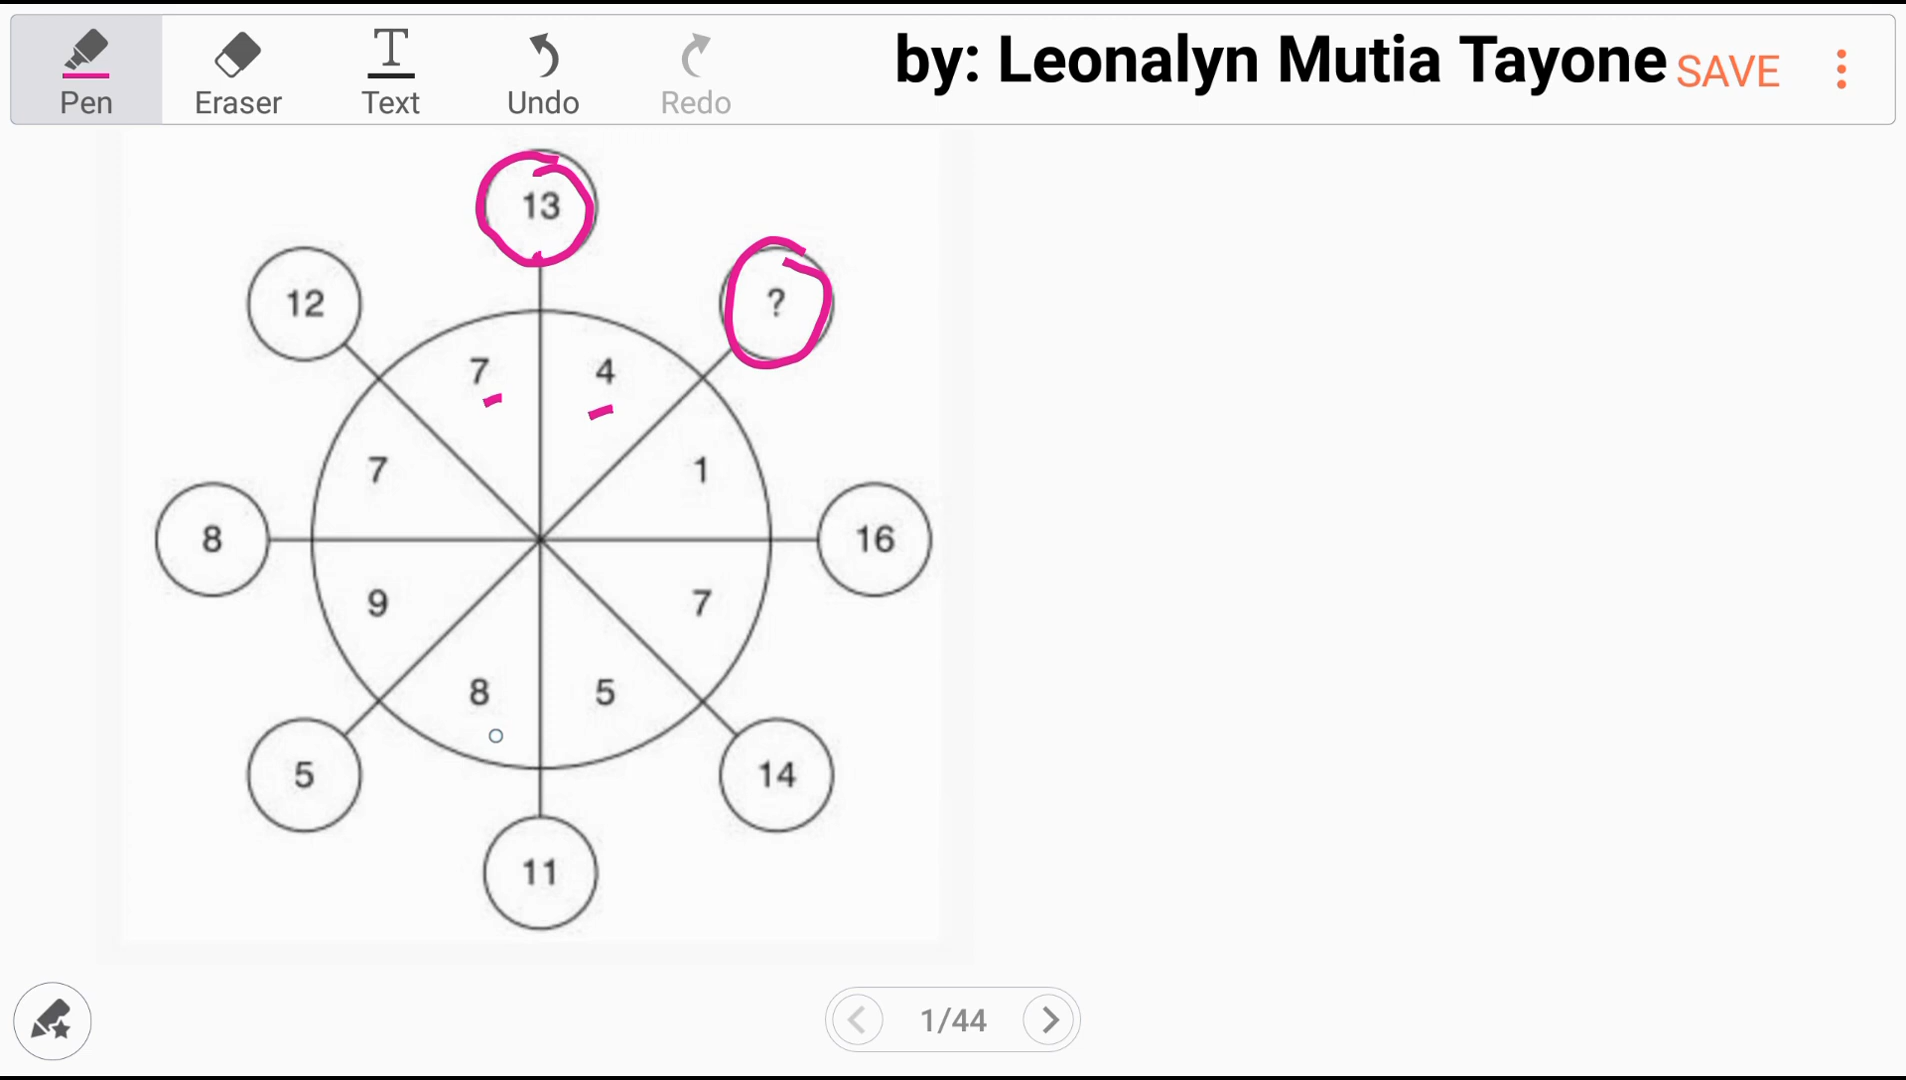 by: Leonalyn Mutia Tayone
SAVE
Pen
Eraser
Text
Undo
Redo
13
12
?
7
4
7
1
8
16
9
7
8
5
5
14
11
1/44